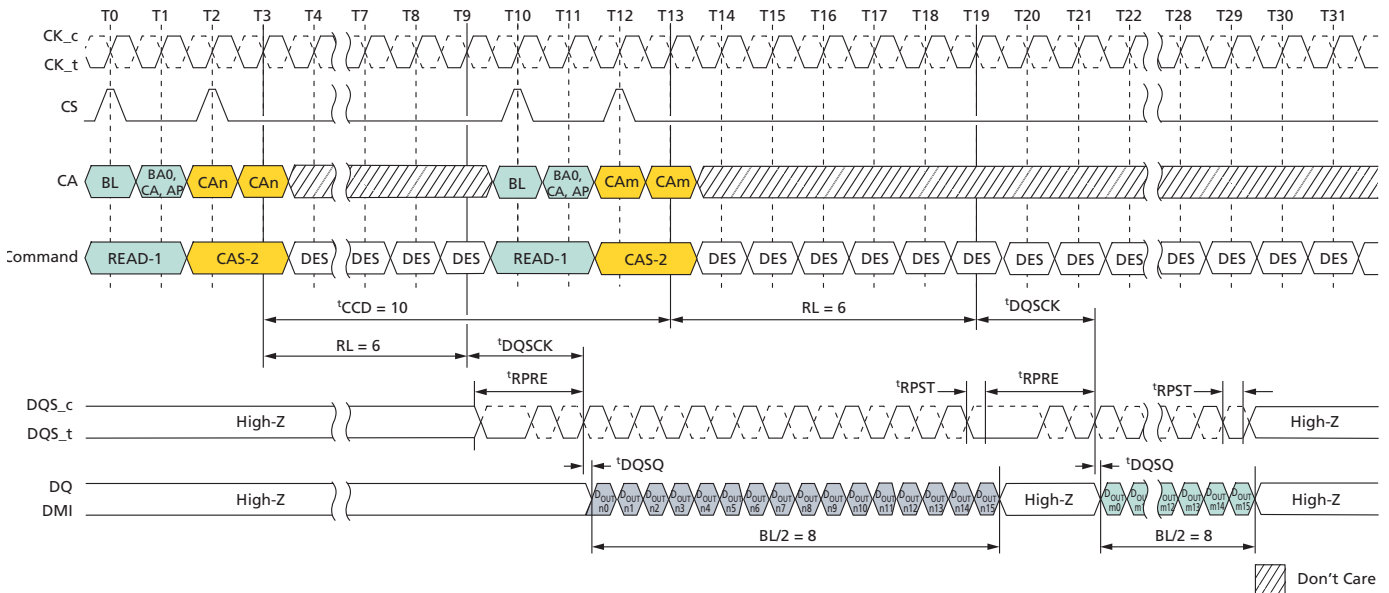 T0 T1 T2 T3 T4 T7 T8 T9 T10 T11 T12 T13 T14 T15 T16 T17 T18 T19 T20 T21 T22 T28 T29 T30 T31
CK_c
CK_t
CS
CA BL BA0, CA, AP CAn CAn BL BA0, CA, AP CAm CAm
Command READ-1 CAS-2 DES DES DES DES READ-1 CAS-2 DES DES DES DES DES DES DES DES DES DES DES DES DES
tCCD = 10 RL = 6 tDQSCK
RL = 6 tDQSCK
tRPRE tRPST tRPRE tRPST
DQS_c
DQS_t
High-Z High-Z
tDQSQ tDQSQ
DQ
DMI
High-Z DOUT n0 DOUT n1 DOUT n2 DOUT n3 DOUT n4 DOUT n5 DOUT n6 DOUT n7 DOUT n8 DOUT n9 DOUT n10 DOUT n11 DOUT n12 DOUT n13 DOUT n14 DOUT n15 High-Z DOUT m0 DOUT m12 DOUT m13 DOUT m14 DOUT m15 High-Z
BL/2 = 8 BL/2 = 8
Don't Care